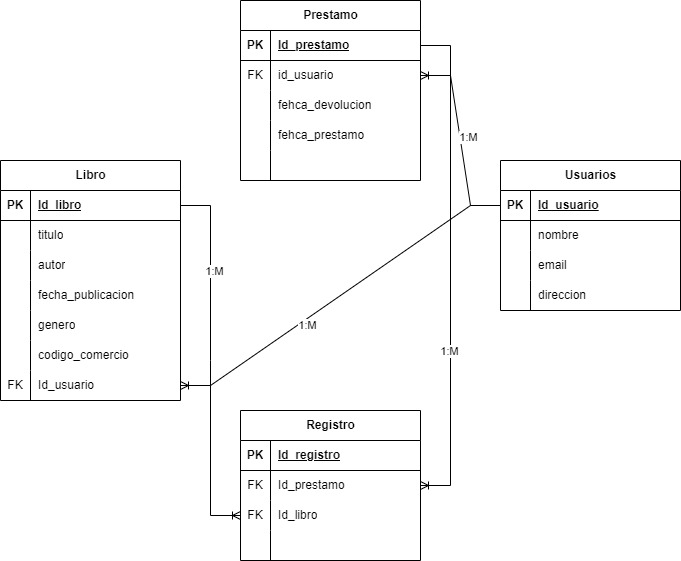 Prestamo
PK Id_prestamo
FK id_usuario
fehca_devolucion
fehca_prestamo
1:M
Libro
PK Id_libro
titulo
autor
fecha_publicacion
genero
codigo_comercio
FK Id_usuario
Usuarios
PK Id_usuario
nombre
email
direccion
1:M
1:M
1:M
Registro
PK Id_registro
FK Id_prestamo
FK Id_libro